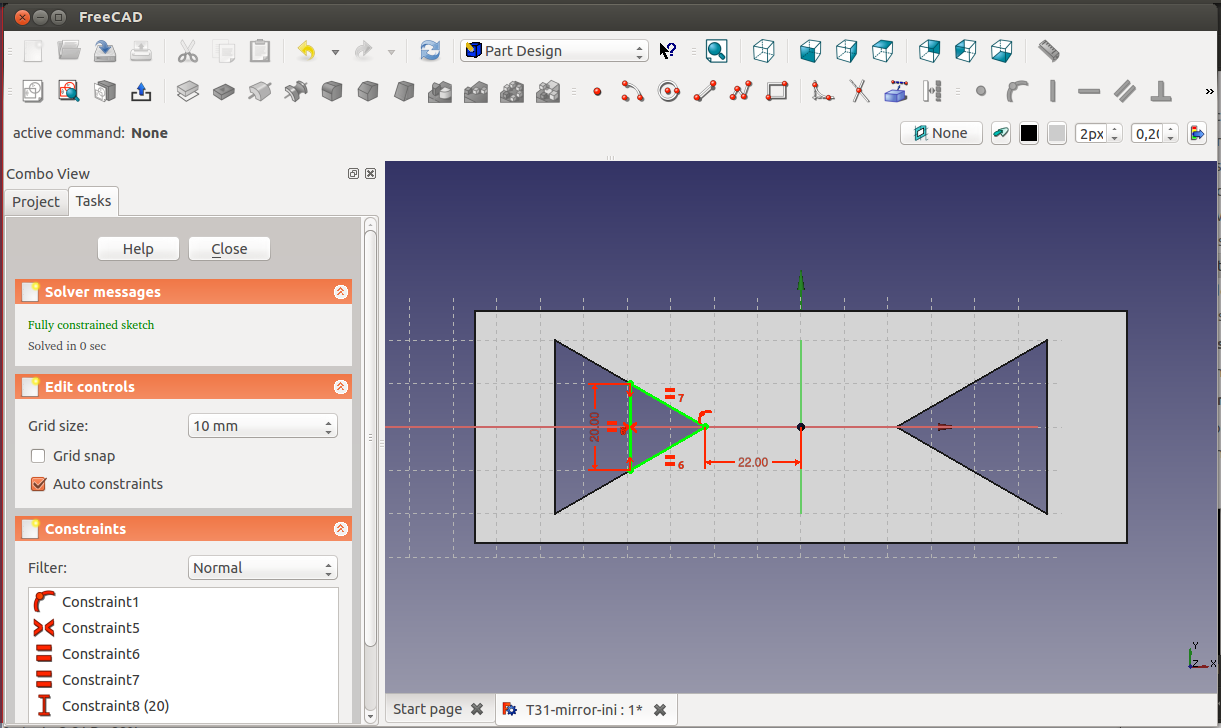 FreeCAD
Part Design
active command: None
None
2px
0,2(
Combo View
Project
Tasks
Help
Close
Solver messages
Fully constrained sketch
Solved in 0 sec
Edit controls
Grid size:
10 mm
Grid snap
Auto constraints
Constraints
Filter:
Normal
Constraint1
Constraint5
Constraint6
Constraint7
Constraint8 (20)
7
20.00
6
22.00
Y
Z
X
Start page
T31-mirror-ini : 1*